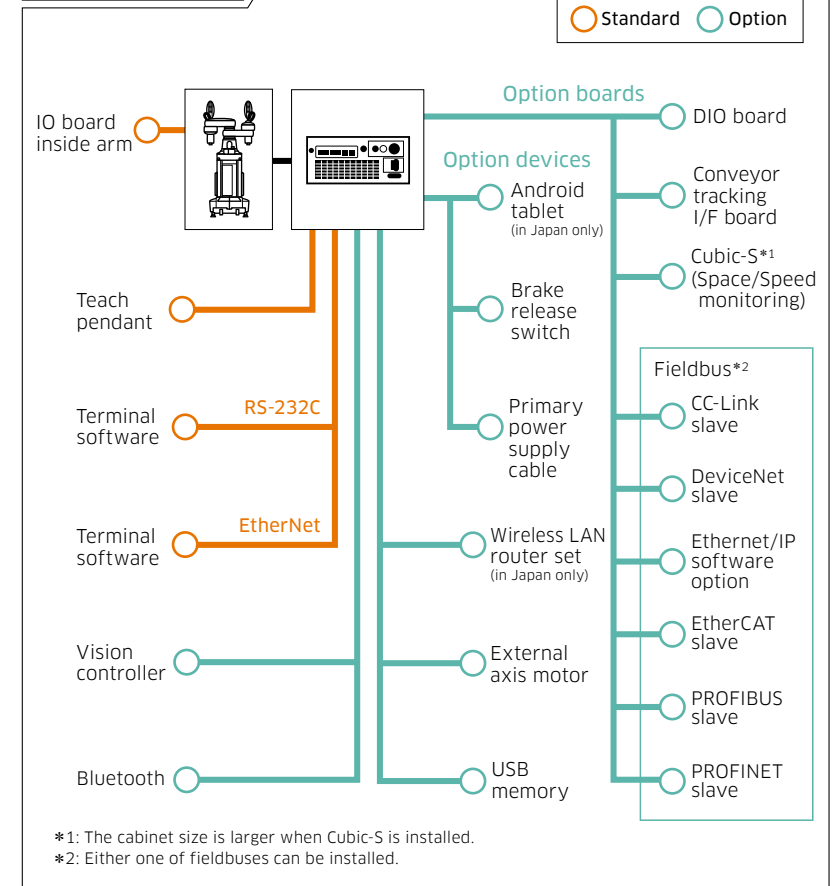 Standard
Option
Option boards
Option devices
IO board
inside arm
Teach
pendant
RS-232C
Terminal
software
EtherNet
Terminal
software
Vision
controller
Bluetooth
Android
tablet
(in Japan only)
Brake
release
switch
Primary
power
supply
cable
Wireless LAN
router set
(in Japan only)
External
axis motor
USB
memory
DIO board
Conveyor
tracking
I/F board
Cubic-S*1
(Space/Speed
monitoring)
Fieldbus*2
CC-Link
slave
DeviceNet
slave
Ethernet/IP
software
option
EtherCAT
slave
PROFIBUS
slave
PROFINET
slave
*1: The cabinet size is larger when Cubic-S is installed.
*2: Either one of fieldbuses can be installed.